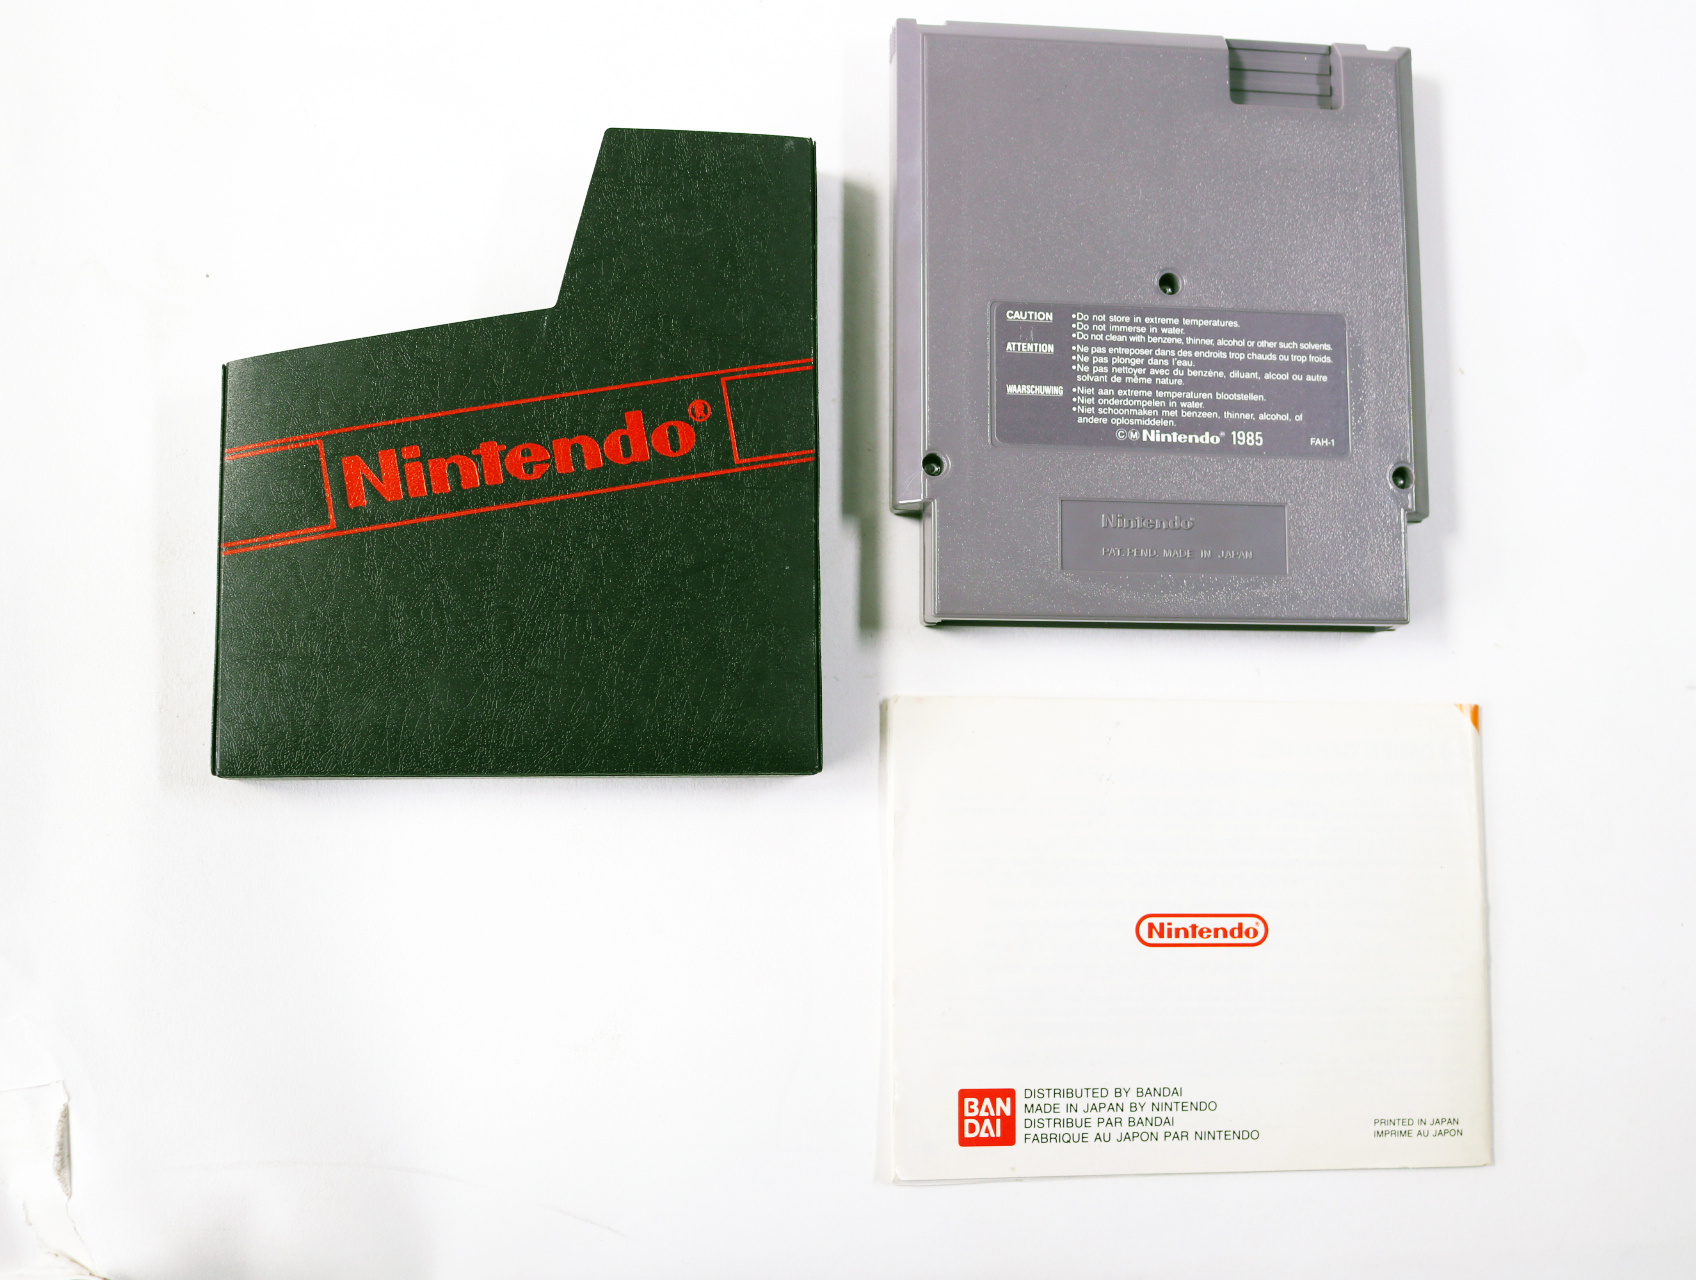 Nintendo®
CAUTION
•Do not store in extreme temperatures.
•Do not immerse in water.
•Do not clean with benzene, thinner, alcohol or other such solvents.
ATTENTION
•Ne pas entreposer dans des endroits trop chauds ou trop froids.
•Ne pas plonger dans l'eau.
•Ne pas nettoyer avec du benzène, diluant, alcool ou autre
solvant de même nature.
WAARSCHUWING
•Niet aan extreme temperaturen blootstellen.
•Niet onderdompelen in water.
•Niet schoonmaken met benzeen, thinner, alcohol, of
andere oplosmiddelen.
©Ⓜ Nintendo® 1985
FAH-1
Nintendo®
PAT. PEND. MADE IN JAPAN
Nintendo®
BAN
DAI
DISTRIBUTED BY BANDAI
MADE IN JAPAN BY NINTENDO
DISTRIBUE PAR BANDAI
FABRIQUE AU JAPON PAR NINTENDO
PRINTED IN JAPAN
IMPRIME AU JAPON